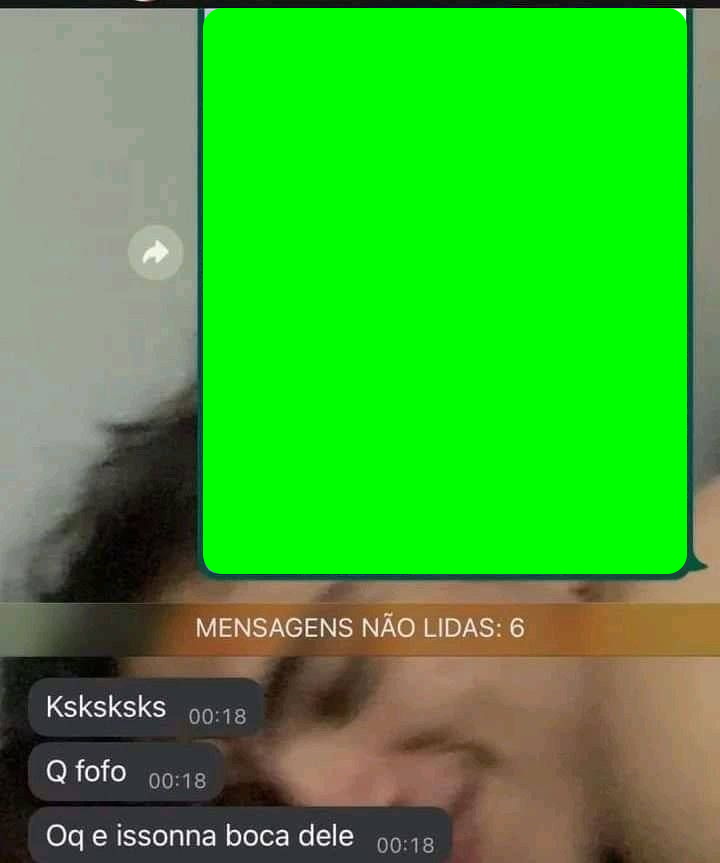 MENSAGENS NÃO LIDAS: 6
Ksksksks 00:18
Q fofo 00:18
Oq e issonna boca dele 00:18